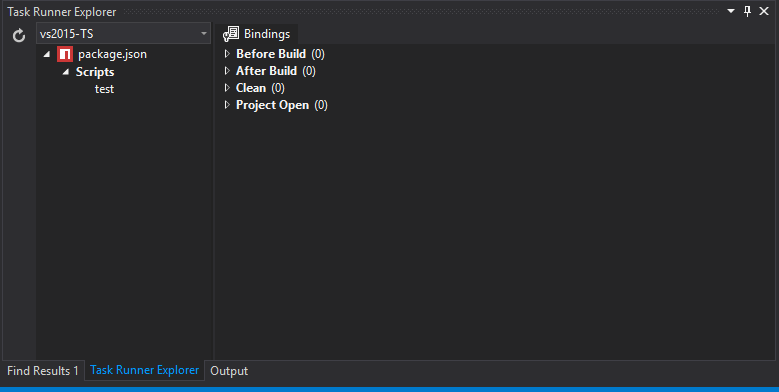 Task Runner Explorer
vs2015-TS
Bindings
package.json
Scripts
test
Before Build (0)
After Build (0)
Clean (0)
Project Open (0)
Find Results 1
Task Runner Explorer
Output